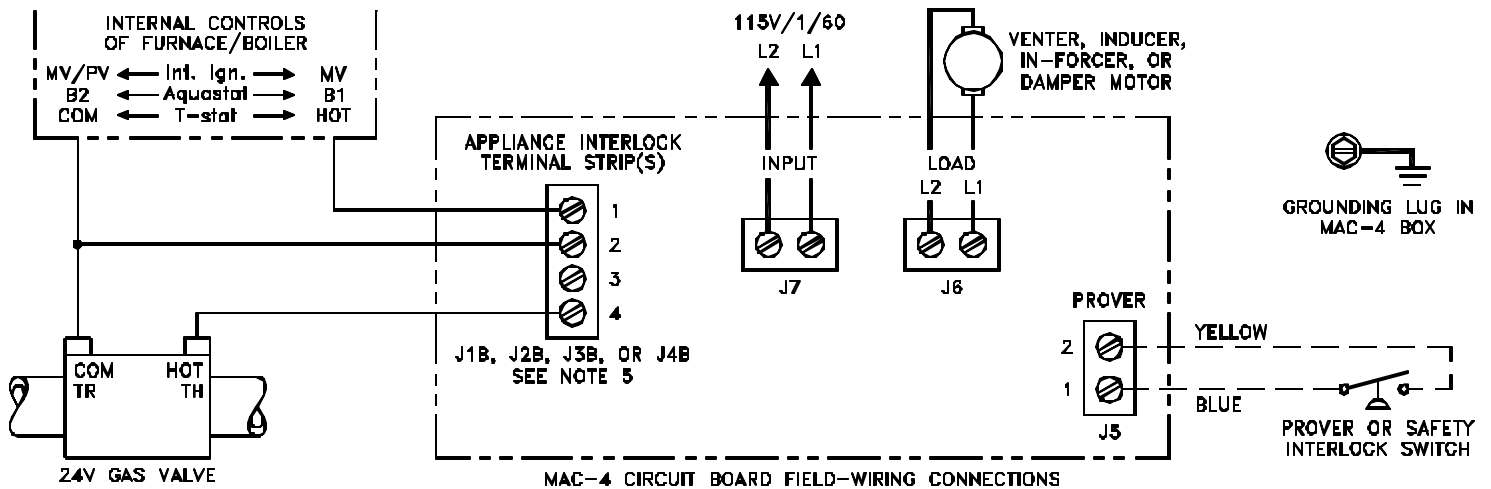 INTERNAL CONTROLS
OF FURNACE/BOILER
MV/PV Int. Ign. MV
B2 Aquastat B1
COM T-stat HOT
115V/1/60
L2 L1
VENTER, INDUCER,
IN-FORCER, OR
DAMPER MOTOR
APPLIANCE INTERLOCK
TERMINAL STRIP(S)
INPUT
LOAD
L2 L1
1
2
3
4
J7
J6
GROUNDING LUG IN
MAC-4 BOX
J1B, J2B, J3B, OR J4B
SEE NOTE 5
PROVER
2
1
J5
YELLOW
BLUE
PROVER OR SAFETY
INTERLOCK SWITCH
COM HOT
TR TH
24V GAS VALVE
MAC-4 CIRCUIT BOARD FIELD-WIRING CONNECTIONS